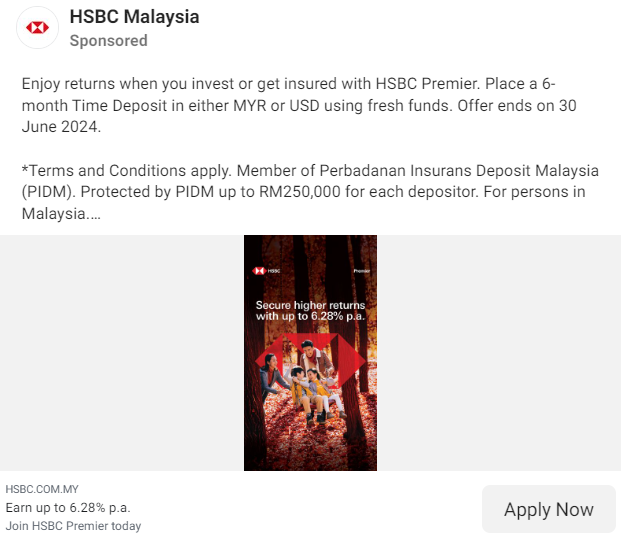 HSBC Malaysia
Sponsored
Enjoy returns when you invest or get insured with HSBC Premier. Place a 6-
month Time Deposit in either MYR or USD using fresh funds. Offer ends on 30
June 2024.
*Terms and Conditions apply. Member of Perbadanan Insurans Deposit Malaysia
(PIDM). Protected by PIDM up to RM250,000 for each depositor. For persons in
Malaysia....
HSBC
Premier
Secure higher returns
with up to 6.28% p.a.
HSBC.COM.MY
Earn up to 6.28% p.a.
Join HSBC Premier today
Apply Now